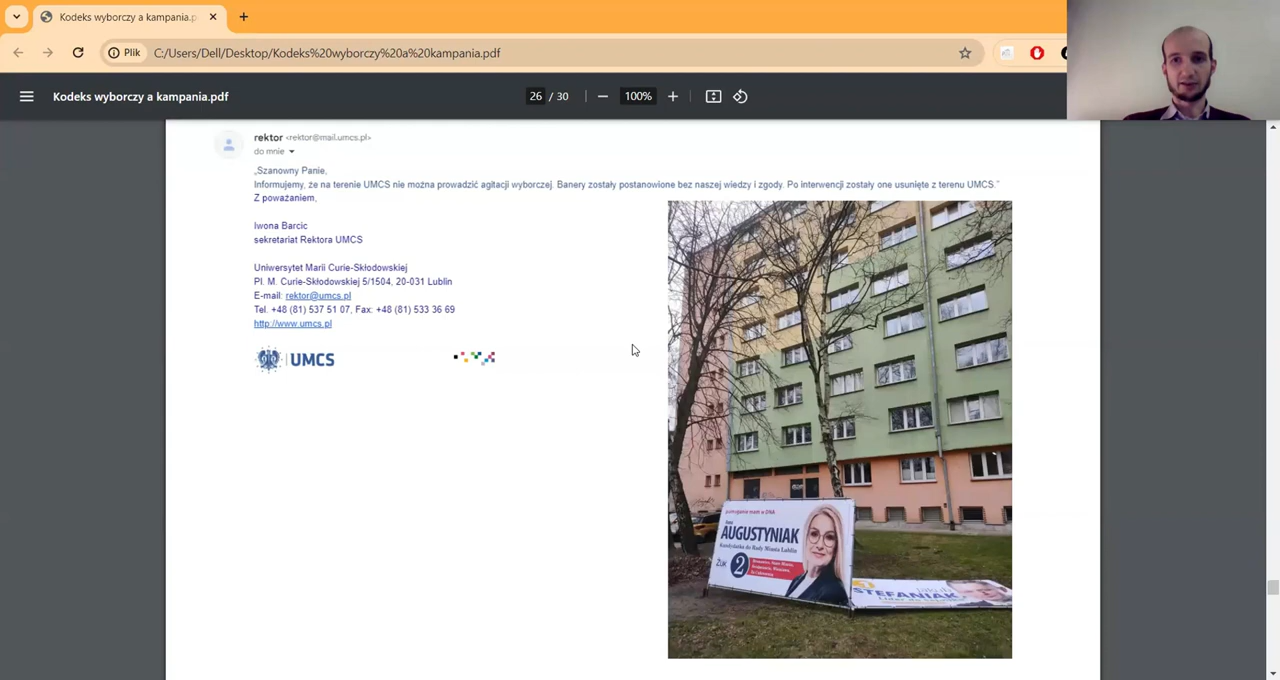 Kodeks wyborczy a kampania.p
Plik
C:/Users/Dell/Desktop/Kodeks%20wyborczy%20a%20kampania.pdf
Kodeks wyborczy a kampania.pdf
26 / 30
100%
rektor <rektor@mail.umcs.pl>
do mnie
„Szanowny Panie,
Informujemy, że na terenie UMCS nie można prowadzić agitacji wyborczej. Banery zostały postanowione bez naszej wiedzy i zgody. Po interwencji zostały one usunięte z terenu UMCS."
Z poważaniem,
Iwona Barcic
sekretariat Rektora UMCS
Uniwersytet Marii Curie-Skłodowskiej
Pl. M. Curie-Skłodowskiej 5/1504, 20-031 Lublin
E-mail: rektor@umcs.pl
Tel. +48 (81) 537 51 07, Fax: +48 (81) 533 36 69
http://www.umcs.pl
UMCS
pomaganie mam w DNA
AUGUSTYNIAK
Kandydatka do Rady Miasta Lublin
ŻUK
2
STEFANIAK